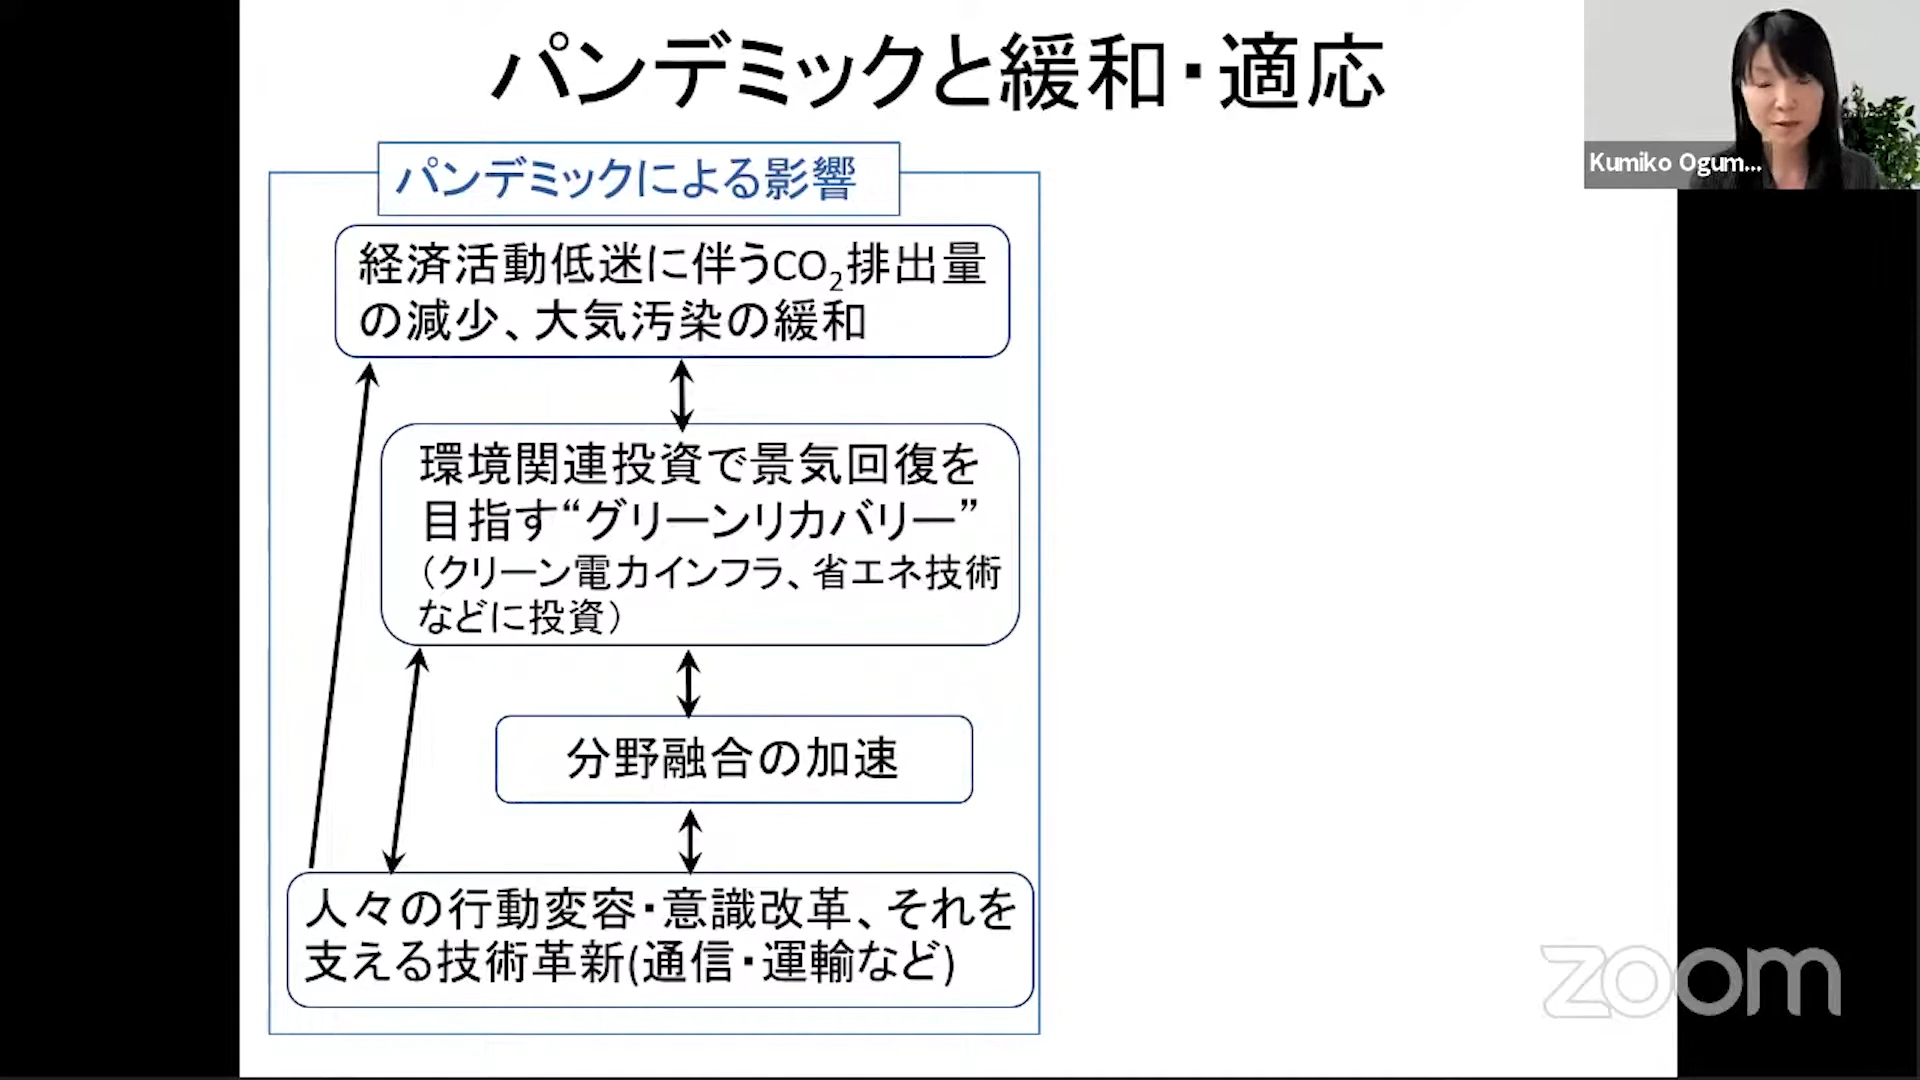 パンデミックと緩和・適応
Kumiko Ogum...
パンデミックによる影響
経済活動低迷に伴うCO₂排出量
の減少、大気汚染の緩和
環境関連投資で景気回復を
目指す“グリーンリカバリー”
（クリーン電力インフラ、省エネ技術
などに投資）
分野融合の加速
人々の行動変容・意識改革、それを
支える技術革新(通信・運輸など)
zoom